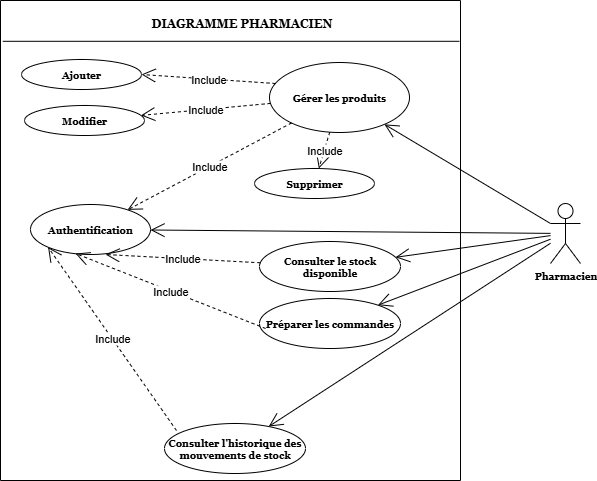 DIAGRAMME PHARMACIEN
Ajouter
Include
Gérer les produits
Modifier
Include
Include
Include
Supprimer
Authentification
Include
Consulter le stock
disponible
Pharmacien
Include
Préparer les commandes
Include
Consulter l'historique des
mouvements de stock